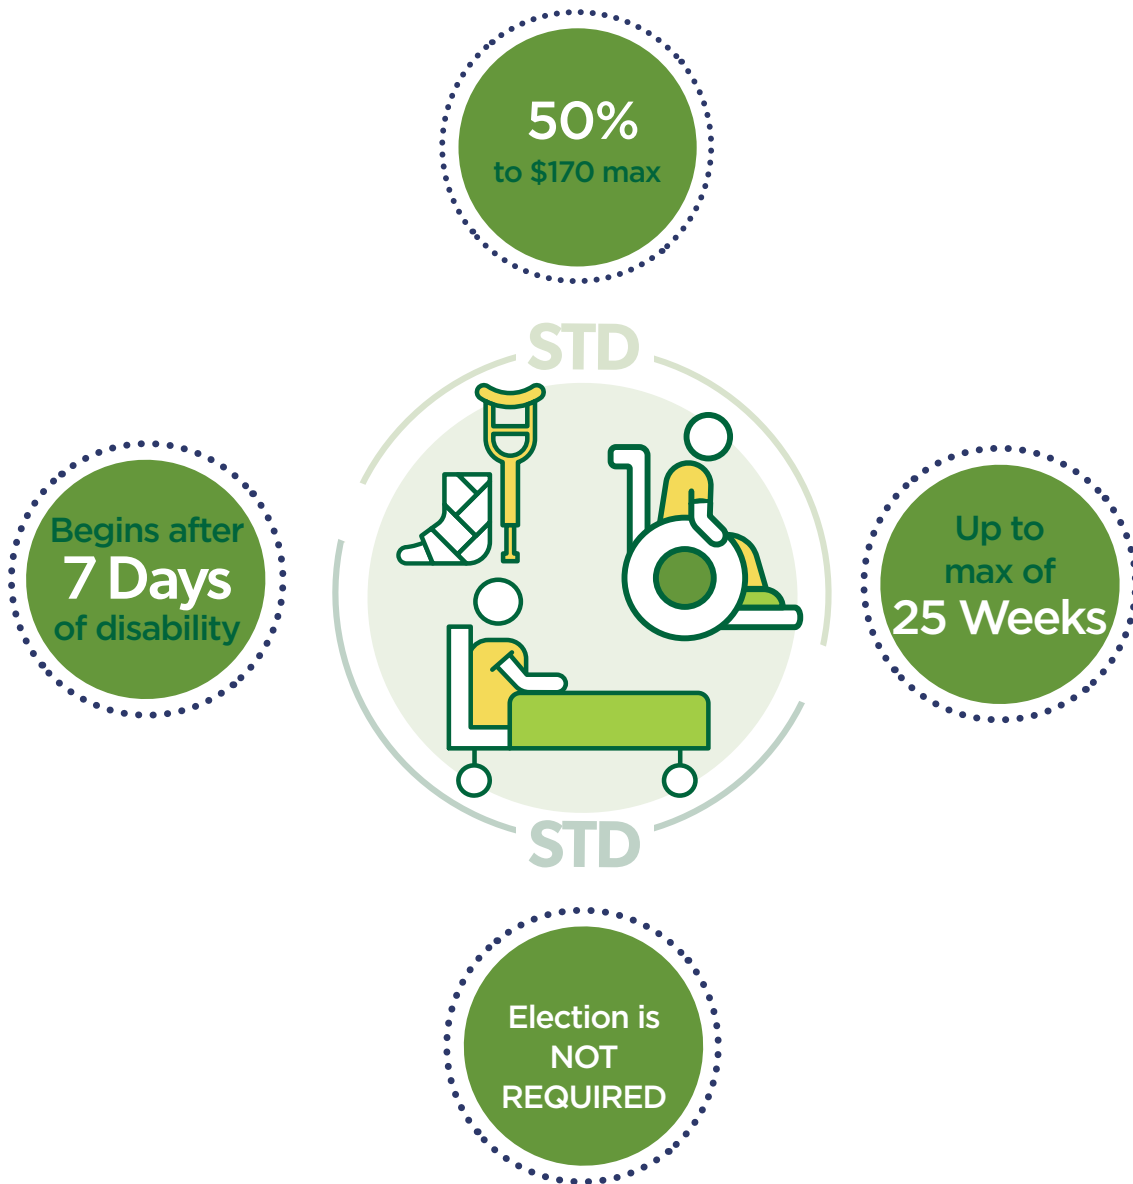 50%
to $170 max
STD
Begins after
7 Days
of disability
Up to
max of
25 Weeks
STD
Election is
NOT
REQUIRED